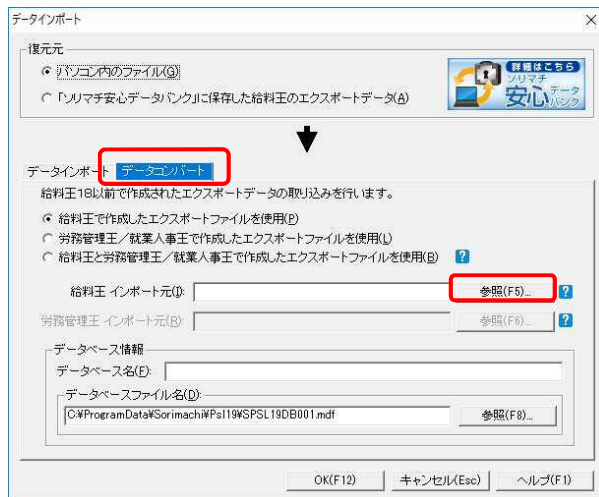 データインポート
復元元
パソコン内のファイル(G)
「ソリマチ安心データバンク」に保存した給料王のエクスポートデータ(A)
詳細はこちら
ソリマチ
安心データバンク
データインポート データコンバート
給料王18以前で作成されたエクスポートデータの取り込みを行います。
給料王で作成したエクスポートファイルを使用(P)
労務管理王/就業人事王で作成したエクスポートファイルを使用(L)
給料王と労務管理王/就業人事王で作成したエクスポートファイルを使用(B) ?
給料王 インポート元(I): 参照(F5)... ?
労務管理王 インポート元(R): 参照(F6)... ?
データベース情報
データベース名(F):
データベースファイル名(D):
C:¥ProgramData¥Sorimachi¥Psl19¥SPSL19DB001.mdf 参照(F8)...
OK(F12) キャンセル(Esc) ヘルプ(F1)